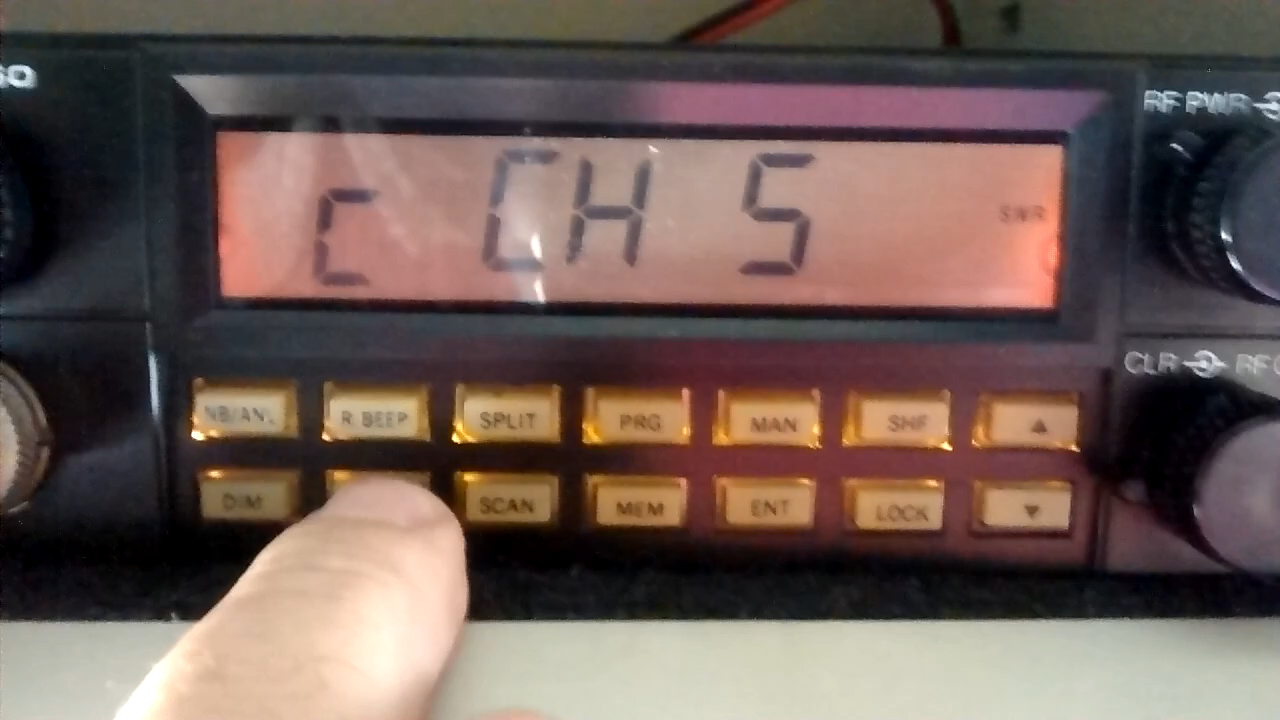 RF PWR
C CH 5
SWR
CLR RF
NB/ANL R.BEEP SPLIT PRG MAN SHF ▲
DIM SCAN MEM ENT LOCK ▼